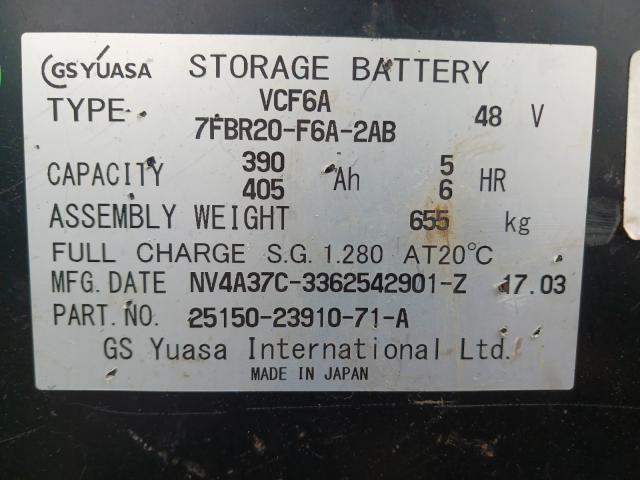 GS YUASA STORAGE BATTERY
TYPE VCF6A 48 V
7FBR20-F6A-2AB
CAPACITY 390 Ah 5 HR
405 6
ASSEMBLY WEIGHT 655 kg
FULL CHARGE S.G. 1.280 AT20℃
MFG. DATE NV4A37C-3362542901-Z 17.03
PART. NO. 25150-23910-71-A
GS Yuasa International Ltd.
MADE IN JAPAN